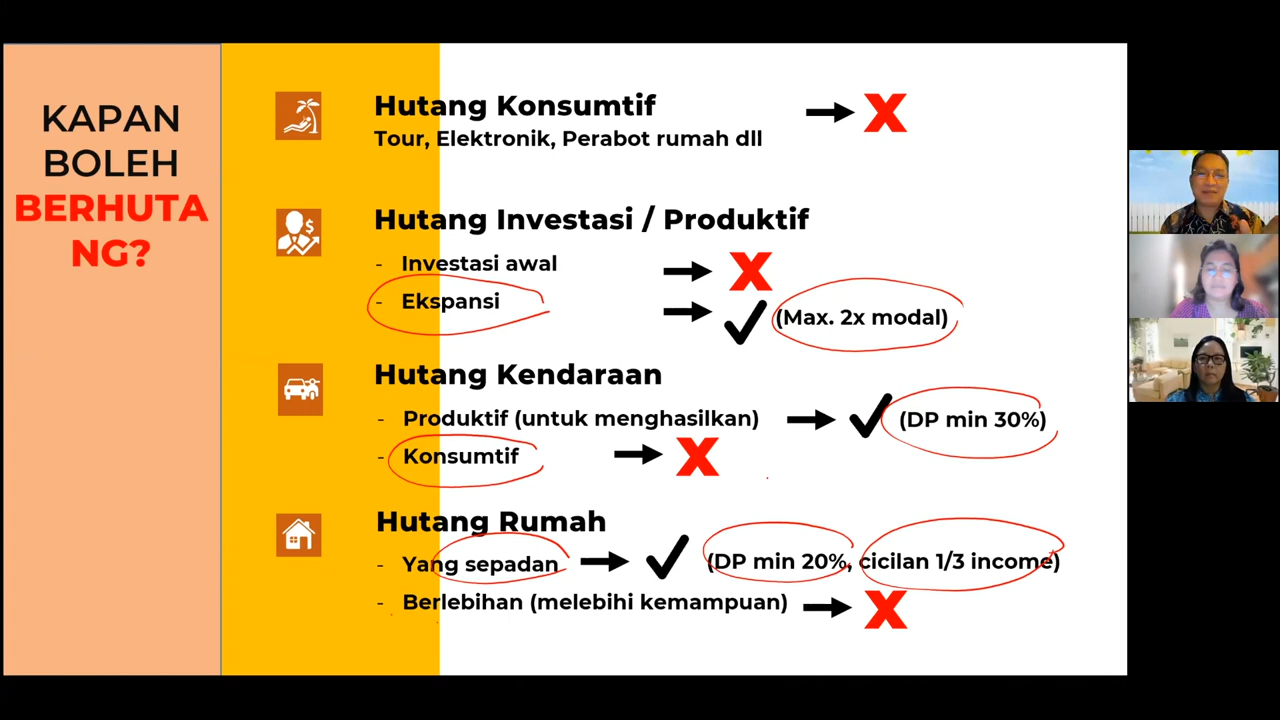 KAPAN
BOLEH
BERHUTA
NG?
Hutang Konsumtif
Tour, Elektronik, Perabot rumah dll
Hutang Investasi / Produktif
- Investasi awal
- Ekspansi
(Max. 2x modal)
Hutang Kendaraan
- Produktif (untuk menghasilkan)
(DP min 30%)
- Konsumtif
Hutang Rumah
- Yang sepadan
(DP min 20%, cicilan 1/3 income)
- Berlebihan (melebihi kemampuan)